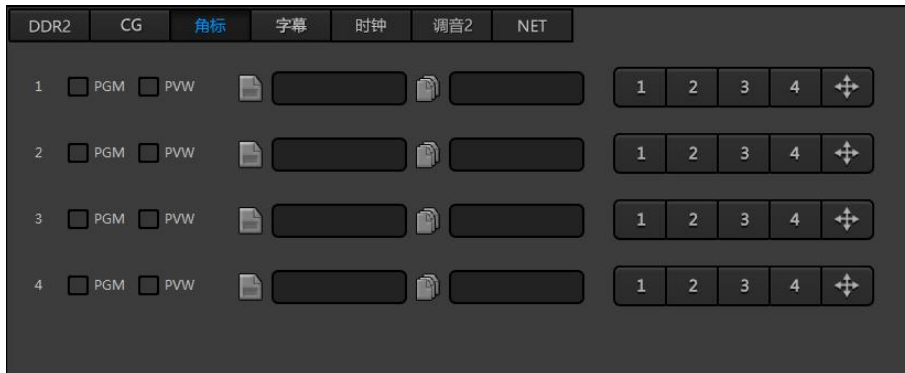 DDR2 CG 角标 字幕 时钟 调音2 NET
1 PGM PVW 1 2 3 4
2 PGM PVW 1 2 3 4
3 PGM PVW 1 2 3 4
4 PGM PVW 1 2 3 4